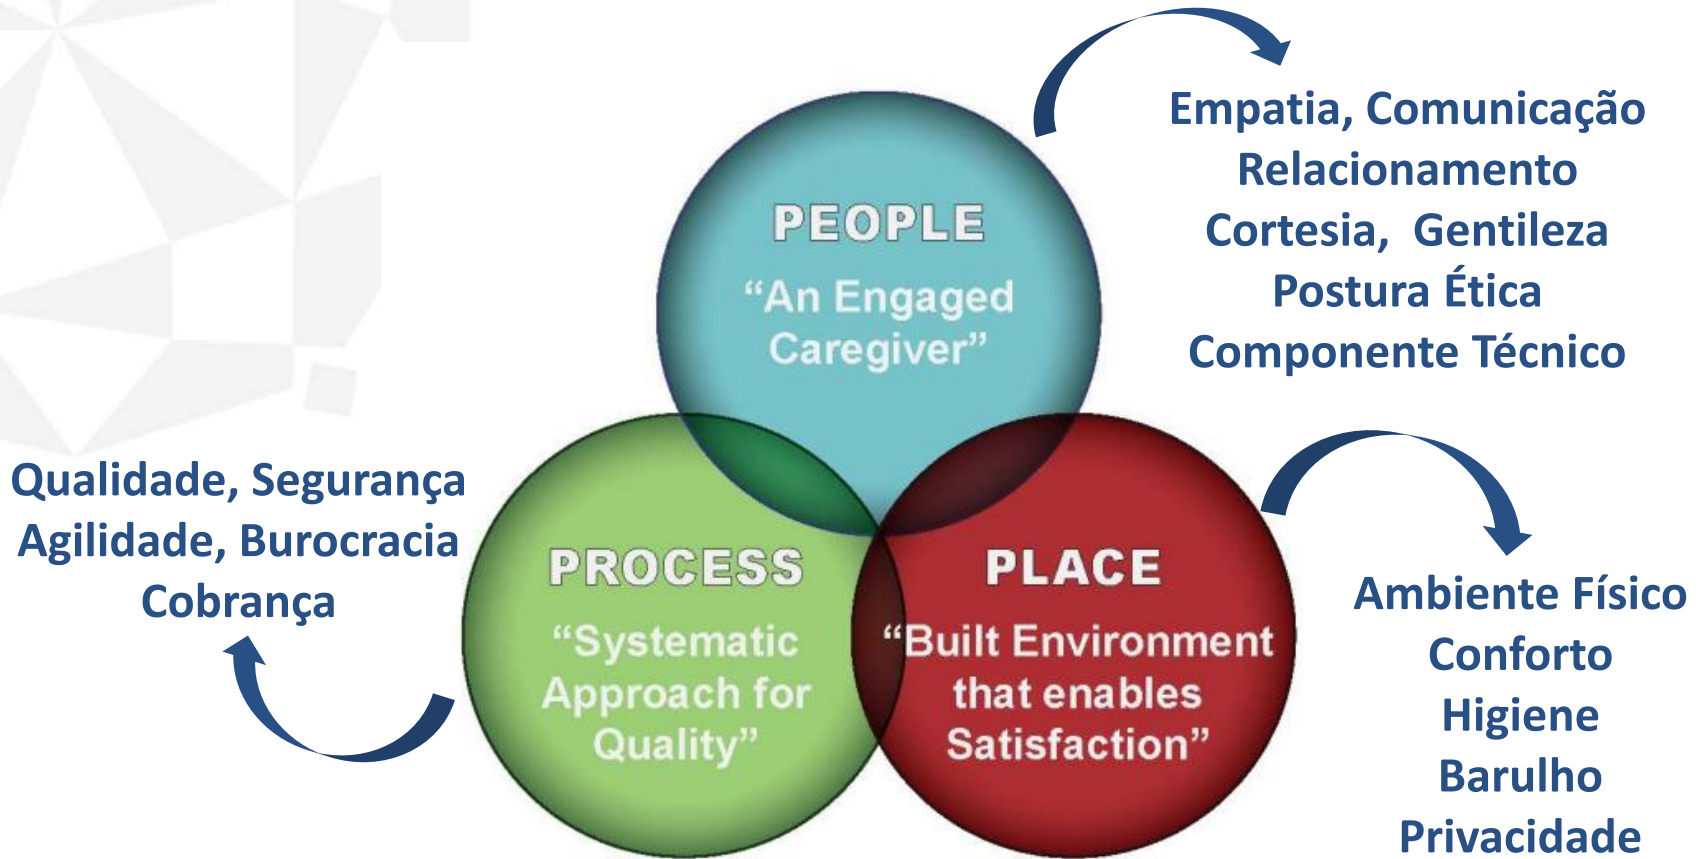 PEOPLE
“An Engaged
Caregiver”
Empatia, Comunicação
Relacionamento
Cortesia,  Gentileza
Postura Ética
Componente Técnico
Qualidade, Segurança
Agilidade, Burocracia
Cobrança
PROCESS
“Systematic
Approach for
Quality”
PLACE
“Built Environment
that enables
Satisfaction”
Ambiente Físico
Conforto
Higiene
Barulho
Privacidade